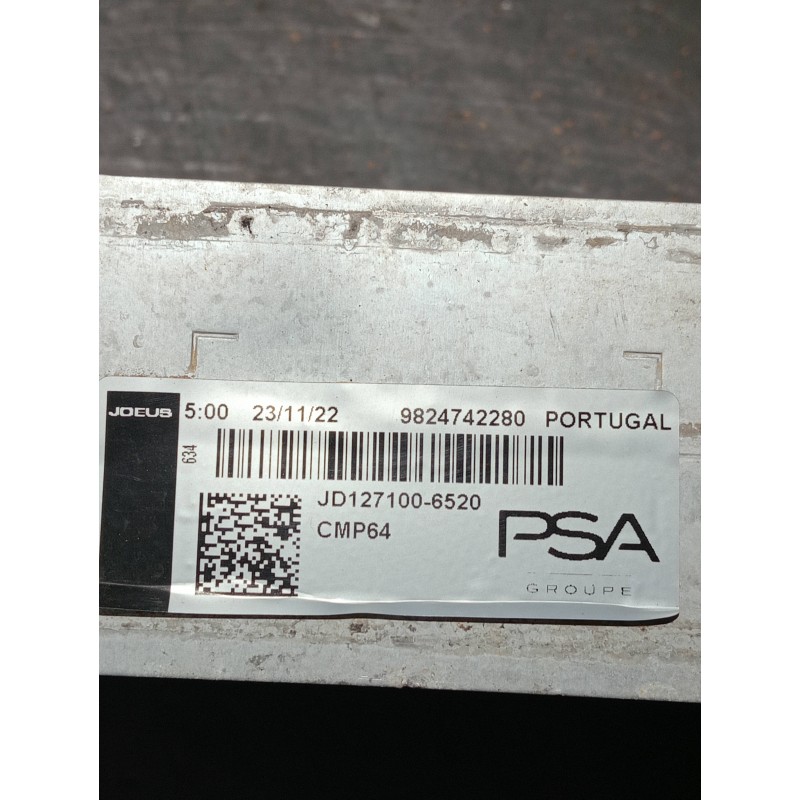 JDEUS 5:00 23/11/22 9824742280 PORTUGAL
634
JD127100-6520
CMP64
PSA
GROUPE